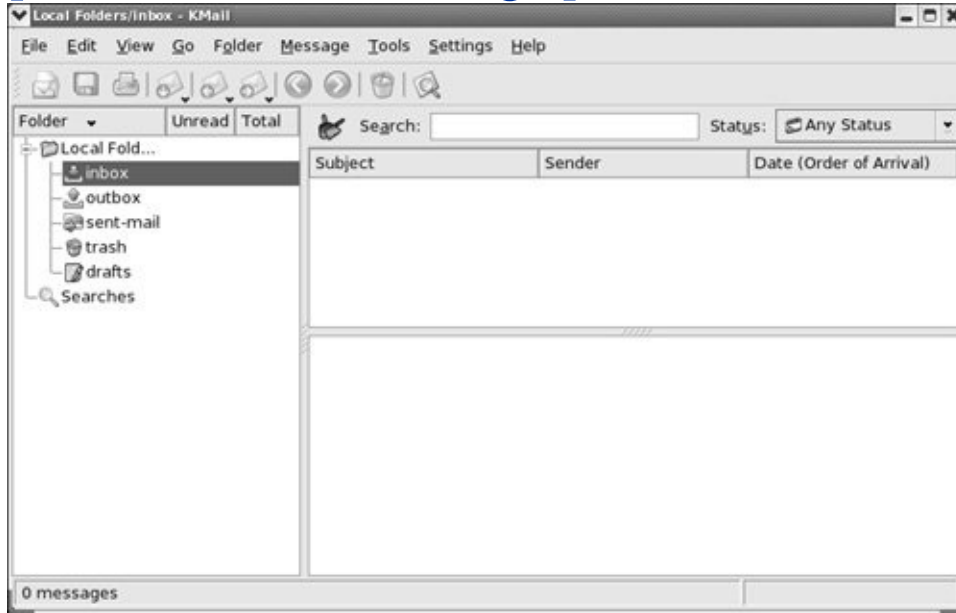 Local Folders/inbox - KMail
File Edit View Go Folder Message Tools Settings Help
Folder Unread Total
Search: Status: Any Status
Subject Sender Date (Order of Arrival)
Local Fold...
inbox
outbox
sent-mail
trash
drafts
Searches
0 messages